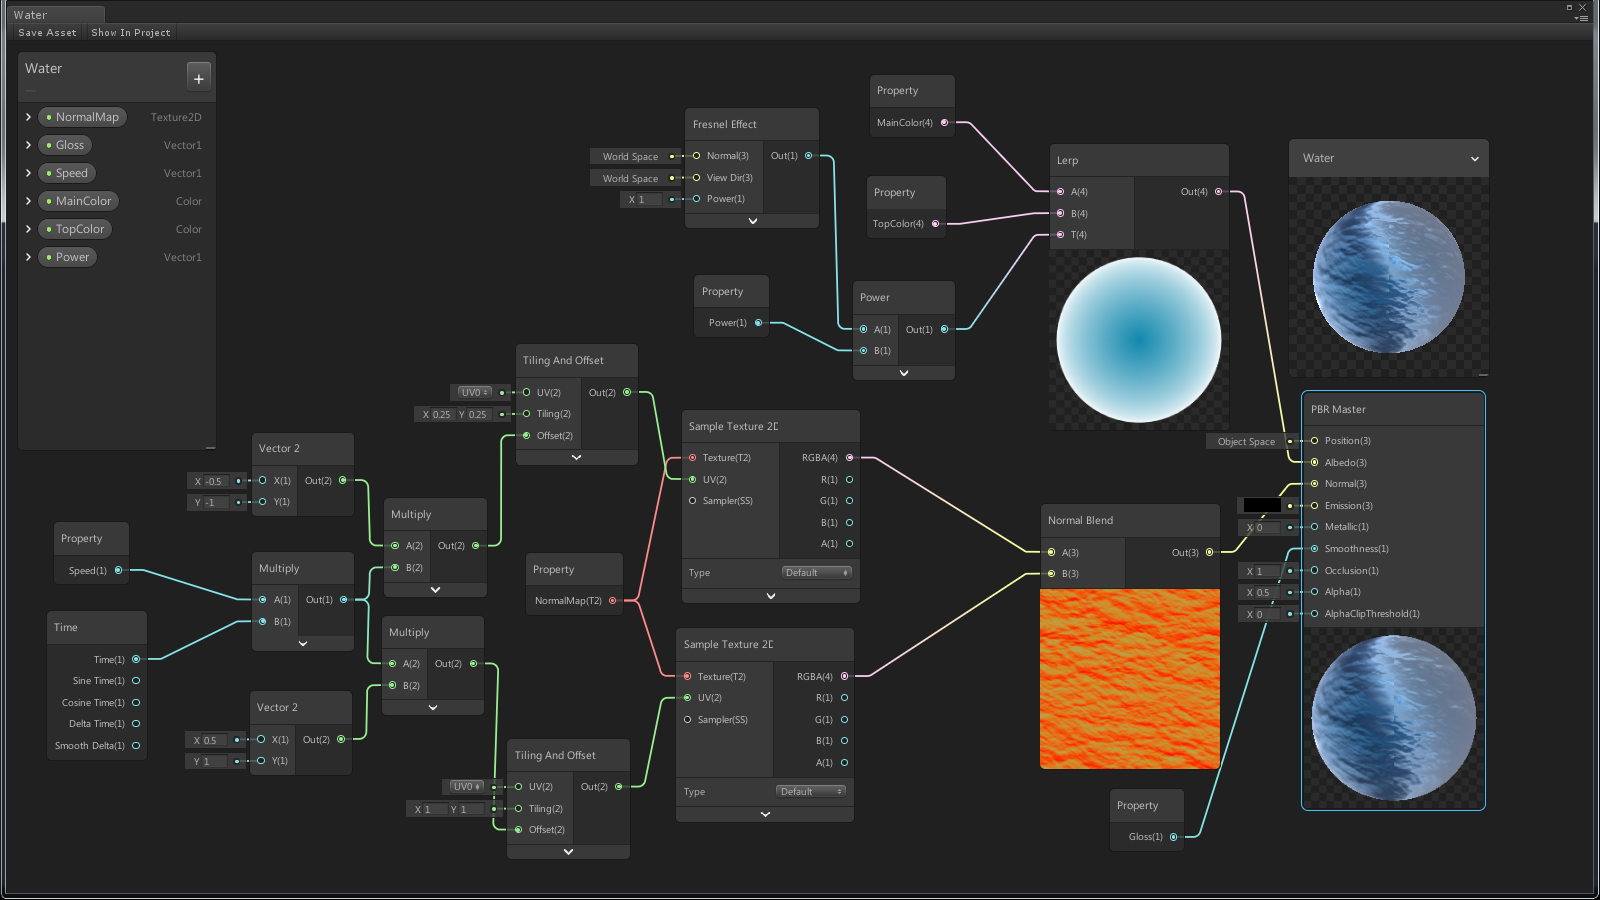 Water
Save Asset Show In Project
Water
+
NormalMap Texture2D
Gloss Vector1
Speed Vector1
MainColor Color
TopColor Color
Power Vector1
Fresnel Effect
World Space Normal(3) Out(1)
World Space View Dir(3)
X 1 Power(1)
Property
MainColor(4)
Property
TopColor(4)
Lerp
A(4) Out(4)
B(4)
T(4)
Water
Property
Power(1)
Power
A(1) Out(1)
B(1)
Tiling And Offset
UV0 UV(2) Out(2)
X 0.25 Y 0.25 Tiling(2)
Offset(2)
Vector 2
X -0.5 X(1) Out(2)
Y -1 Y(1)
Multiply
A(2) Out(2)
B(2)
Property
Speed(1)
Multiply
A(1) Out(1)
B(1)
Time
Time(1)
Sine Time(1)
Cosine Time(1)
Delta Time(1)
Smooth Delta(1)
Multiply
A(2) Out(2)
B(2)
Vector 2
X 0.5 X(1) Out(2)
Y 1 Y(1)
Tiling And Offset
UV0 UV(2) Out(2)
X 1 Y 1 Tiling(2)
Offset(2)
Property
NormalMap(T2)
Sample Texture 2D
Texture(T2) RGBA(4)
UV(2) R(1)
Sampler(SS) G(1)
B(1)
A(1)
Type Default
Sample Texture 2D
Texture(T2) RGBA(4)
UV(2) R(1)
Sampler(SS) G(1)
B(1)
A(1)
Type Default
Normal Blend
A(3) Out(3)
B(3)
Property
Gloss(1)
PBR Master
Object Space Position(3)
Albedo(3)
Normal(3)
Emission(3)
X 0 Metallic(1)
Smoothness(1)
X 1 Occlusion(1)
X 0.5 Alpha(1)
X 0 AlphaClipThreshold(1)